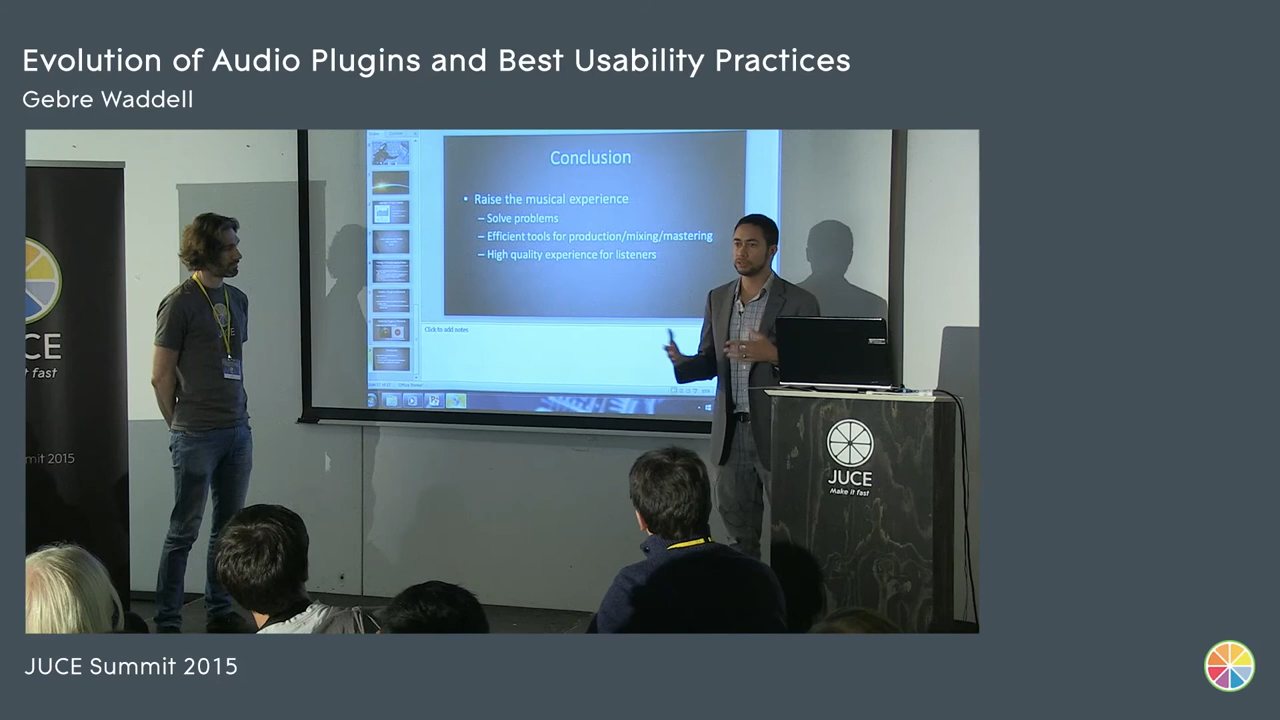 Evolution of Audio Plugins and Best Usability Practices
Gebre Waddell
Conclusion
• Raise the musical experience
– Solve problems
– Efficient tools for production/mixing/mastering
– High quality experience for listeners
Click to add notes
CE
t fast
mit 2015
JUCE
Make it fast
JUCE Summit 2015